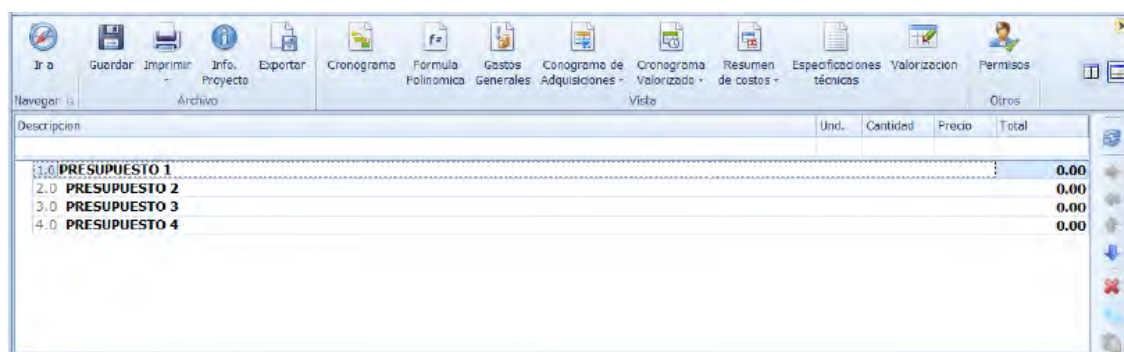 Ir a Guardar Imprimir Info. Exportar Cronograma Formula Gastos Conograma de Cronograma Resumen Especificaciones Valorizacion Permisos
Proyecto Polinomica Generales Adquisiciones Valorizado de costos técnicas
Navegar Archivo Vista Otros
Descripcion Und. Cantidad Precio Total
1.0 PRESUPUESTO 1 0.00
2.0 PRESUPUESTO 2 0.00
3.0 PRESUPUESTO 3 0.00
4.0 PRESUPUESTO 4 0.00